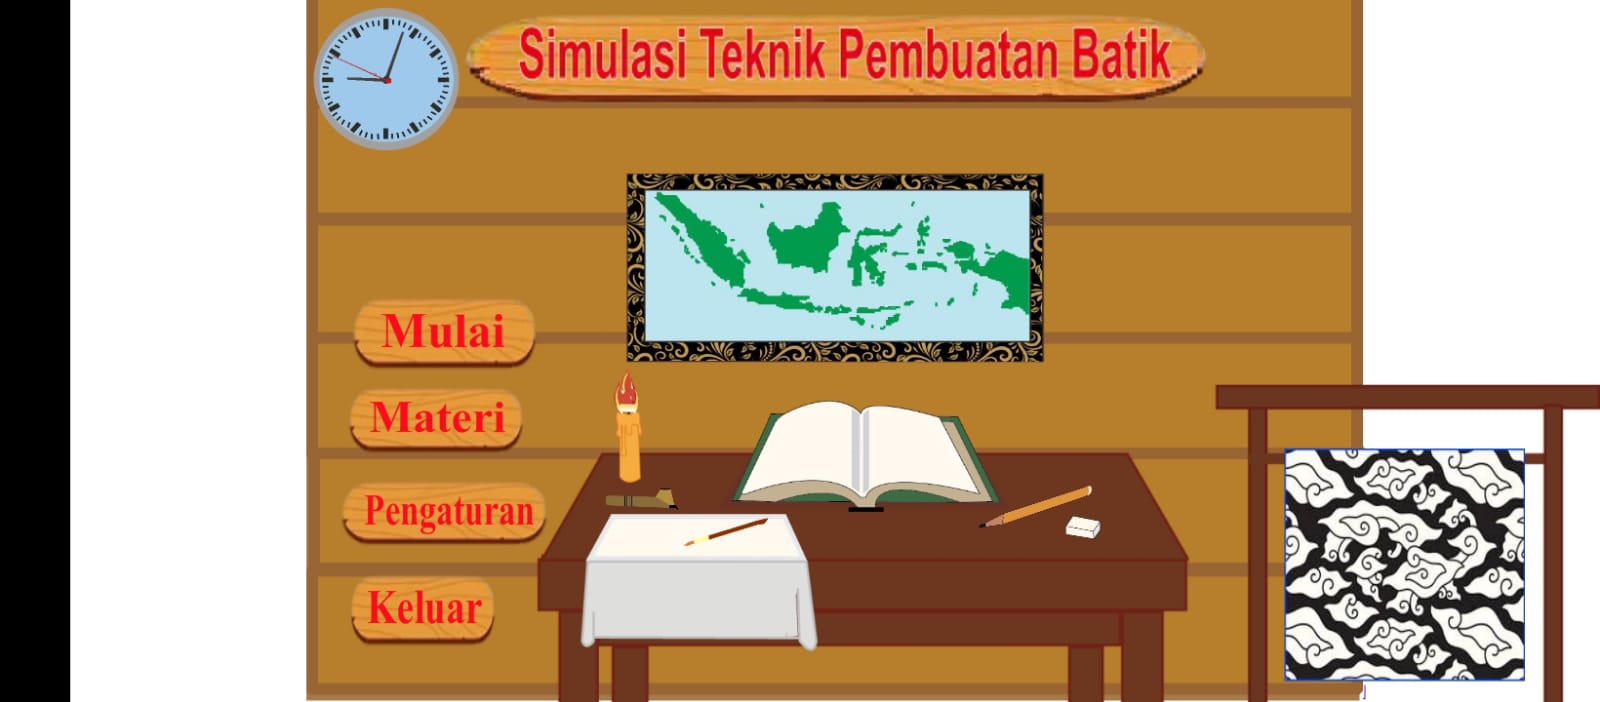 Simulasi Teknik Pembuatan Batik
Mulai
Materi
Pengaturan
Keluar